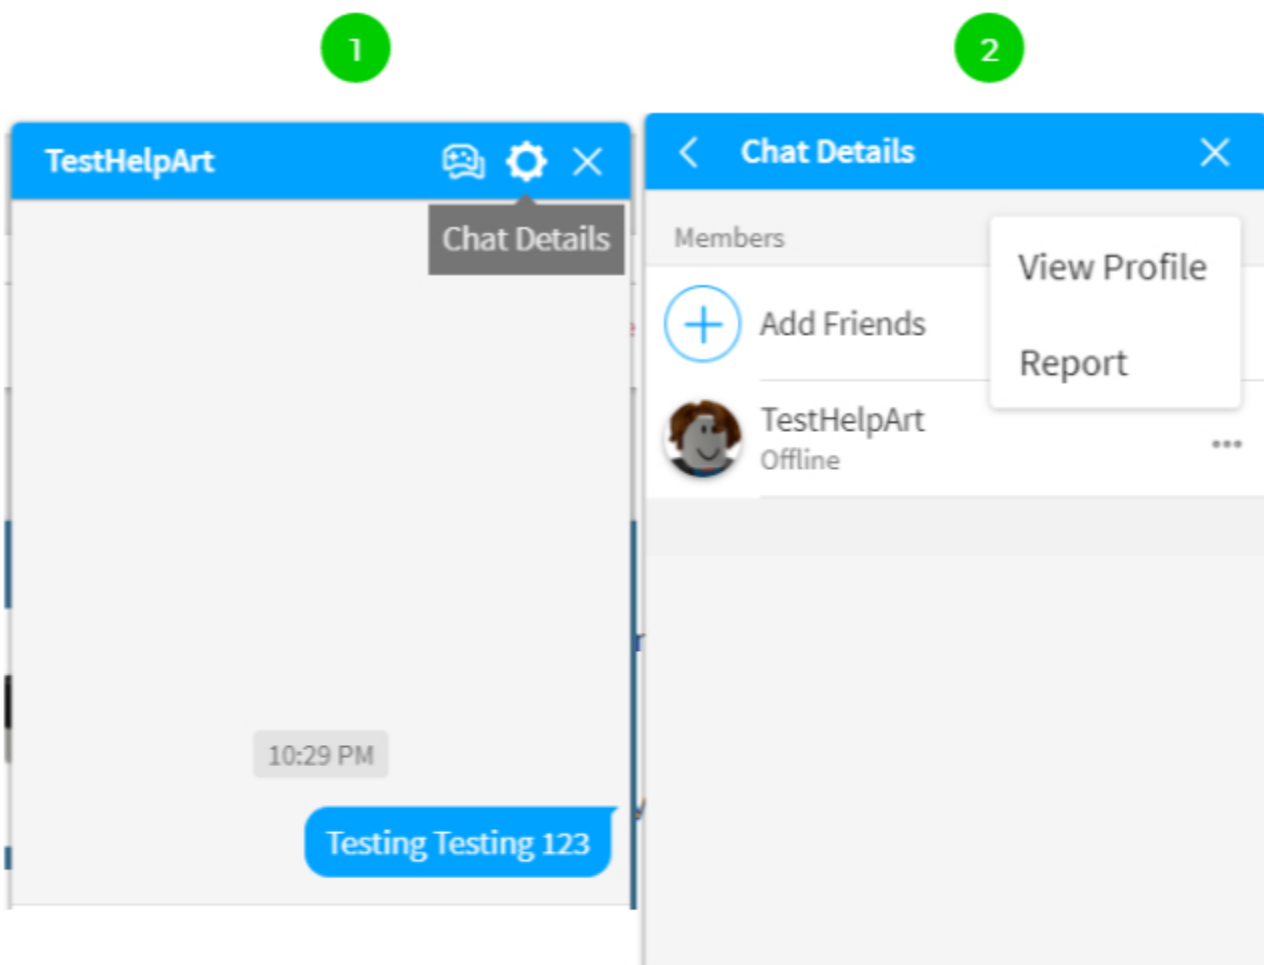 1
TestHelpArt
Chat Details
10:29 PM
Testing Testing 123
2
Chat Details
Members
View Profile
Add Friends
Report
TestHelpArt
Offline